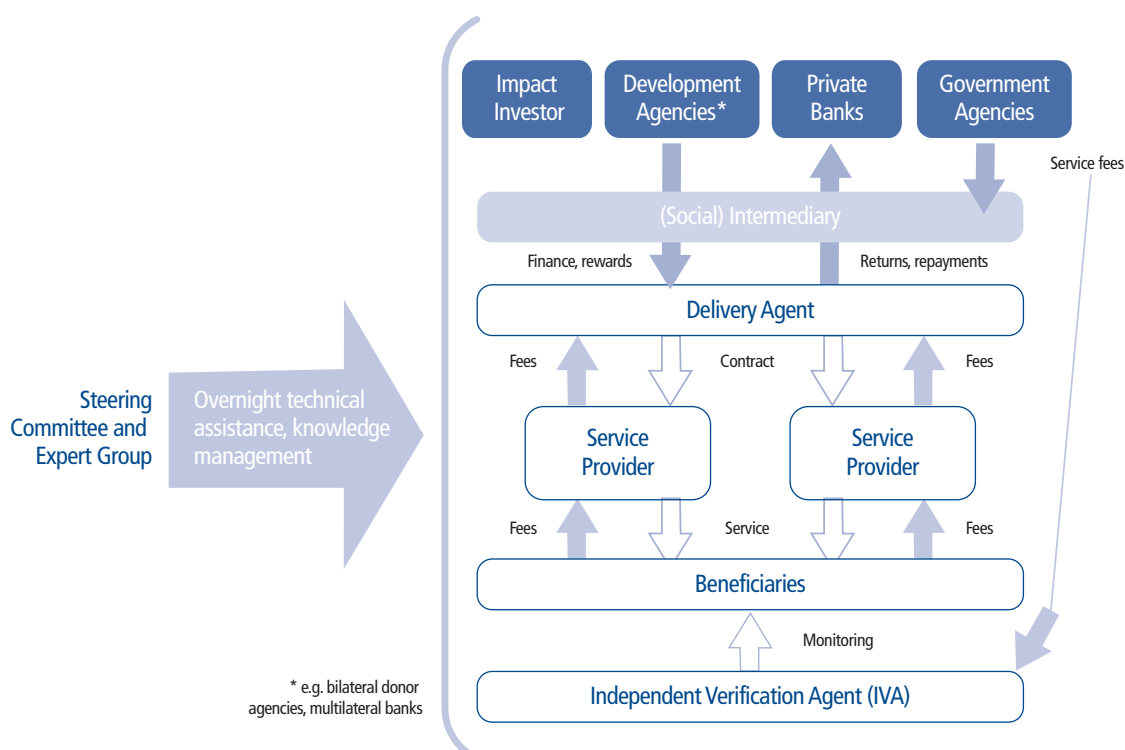 Impact
Investor
Development
Agencies*
Private
Banks
Government
Agencies
Service fees
(Social) Intermediary
Finance, rewards
Returns, repayments
Delivery Agent
Fees
Contract
Fees
Steering
Committee and
Expert Group
Overnight technical
assistance, knowledge
management
Service
Provider
Service
Provider
Fees
Service
Fees
Beneficiaries
Monitoring
Independent Verification Agent (IVA)
* e.g. bilateral donor
agencies, multilateral banks